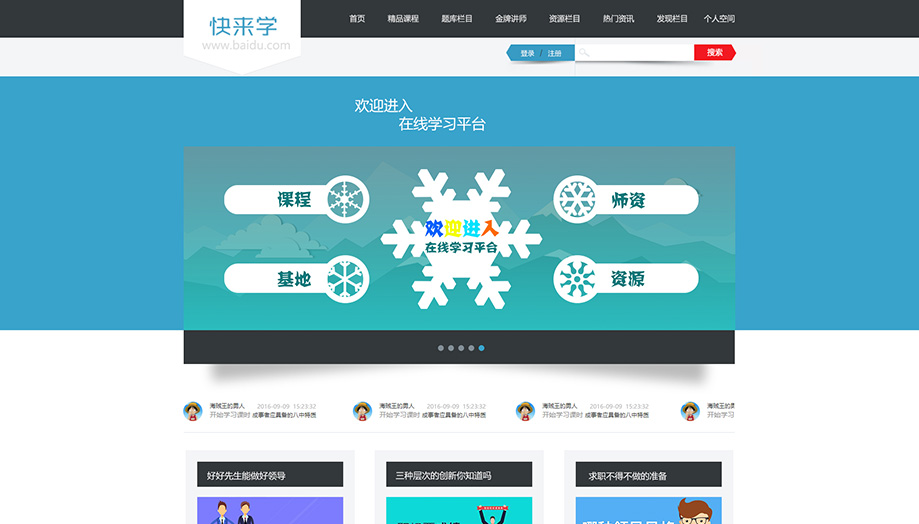 快来学
www.baidu.com
首页 精品课程 题库栏目 金牌讲师 资源栏目 热门资讯 发现栏目 个人空间
登录 / 注册 搜索
欢迎进入
在线学习平台
课程
师资
欢迎进入
在线学习平台
基地
资源
海贼王的男人 2016-09-09 15:23:32
开始学习课时 成事者应具备的八中特质
海贼王的男人 2016-09-09 15:23:32
开始学习课时 成事者应具备的八中特质
海贼王的男人 2016-09-09 15:23:32
开始学习课时 成事者应具备的八中特质
海贼王的男
开始学习
好好先生能做好领导
三种层次的创新你知道吗
求职不得不做的准备